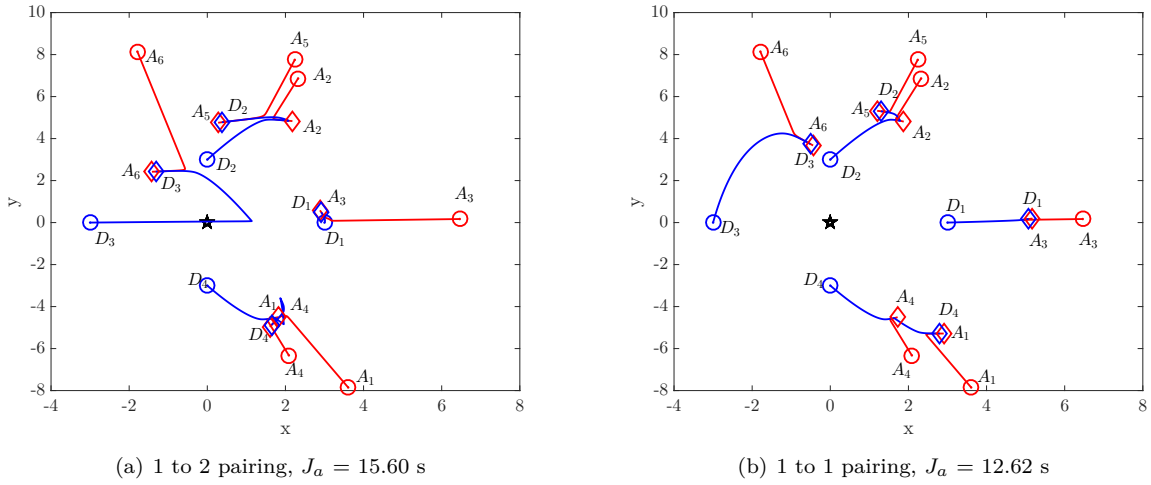 10
8
6
4
2
0
-2
-4
-6
-8
-4
-2
0
2
4
6
8
y
x
A₆
A₅
A₂
A₅
D₂
A₂
D₂
A₆
D₃
D₃
D₁
A₃
D₁
A₃
D₄
A₁
A₄
D₄
A₄
A₁
(a) 1 to 2 pairing, Jₐ = 15.60 s
10
8
6
4
2
0
-2
-4
-6
-8
-4
-2
0
2
4
6
8
y
x
A₆
A₅
A₂
D₂
A₅
A₂
D₂
A₆
D₃
D₃
D₁
D₁
A₃
A₃
D₄
A₄
D₄
A₁
A₄
A₁
(b) 1 to 1 pairing, Jₐ = 12.62 s